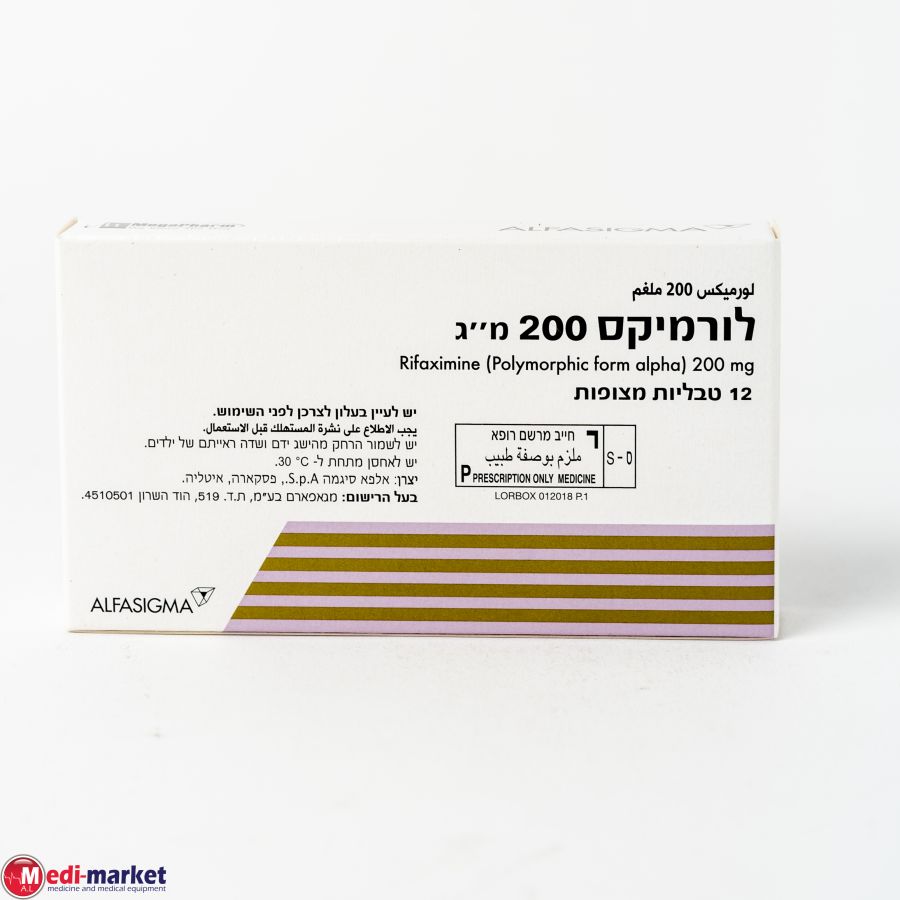 MegaPharm
ALFASIGMA
لورميكس 200 ملغم
לורמיקס 200 מ״ג
Rifaximine (Polymorphic form alpha) 200 mg
12 טבליות מצופות
יש לעיין בעלון לצרכן לפני השימוש.
يجب الاطلاع على نشرة المستهلك قبل الاستعمال.
יש לשמור הרחק מהישג ידם ושדה ראייתם של ילדים.
יש לאחסן מתחת ל- 30 °C.
יצרן: אלפא סיגמה S.p.A., פסקארה, איטליה.
בעל הרישום: מגאפארם בע״מ, ת.ד. 519, הוד השרון 4510501.
חייב מרשם רופא ר
ملزم بوصفة طبيب
P PRESCRIPTION ONLY MEDICINE
S-D
LORBOX 012018 P.1
ALFASIGMA
Medi-market
A.L
medicine and medical equipment